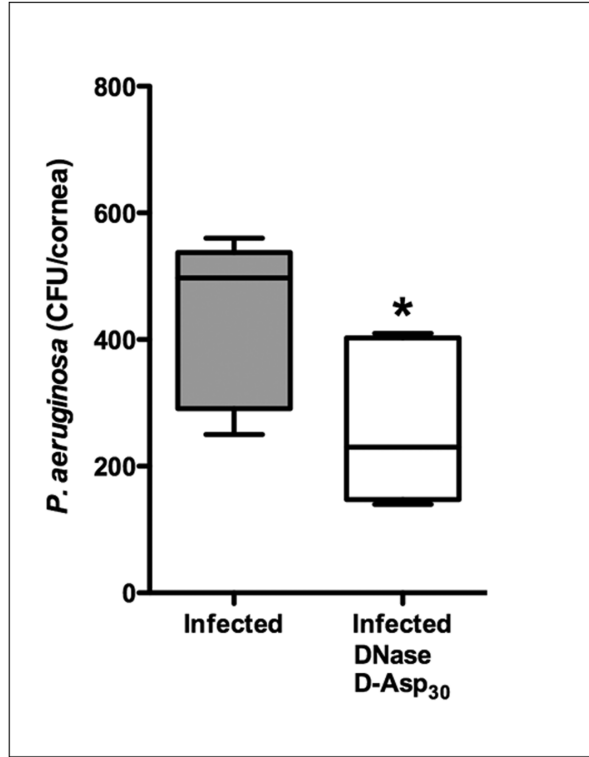 800
600
400
200
0
P. aeruginosa (CFU/cornea)
*
Infected
Infected
DNase
D-Asp₃₀